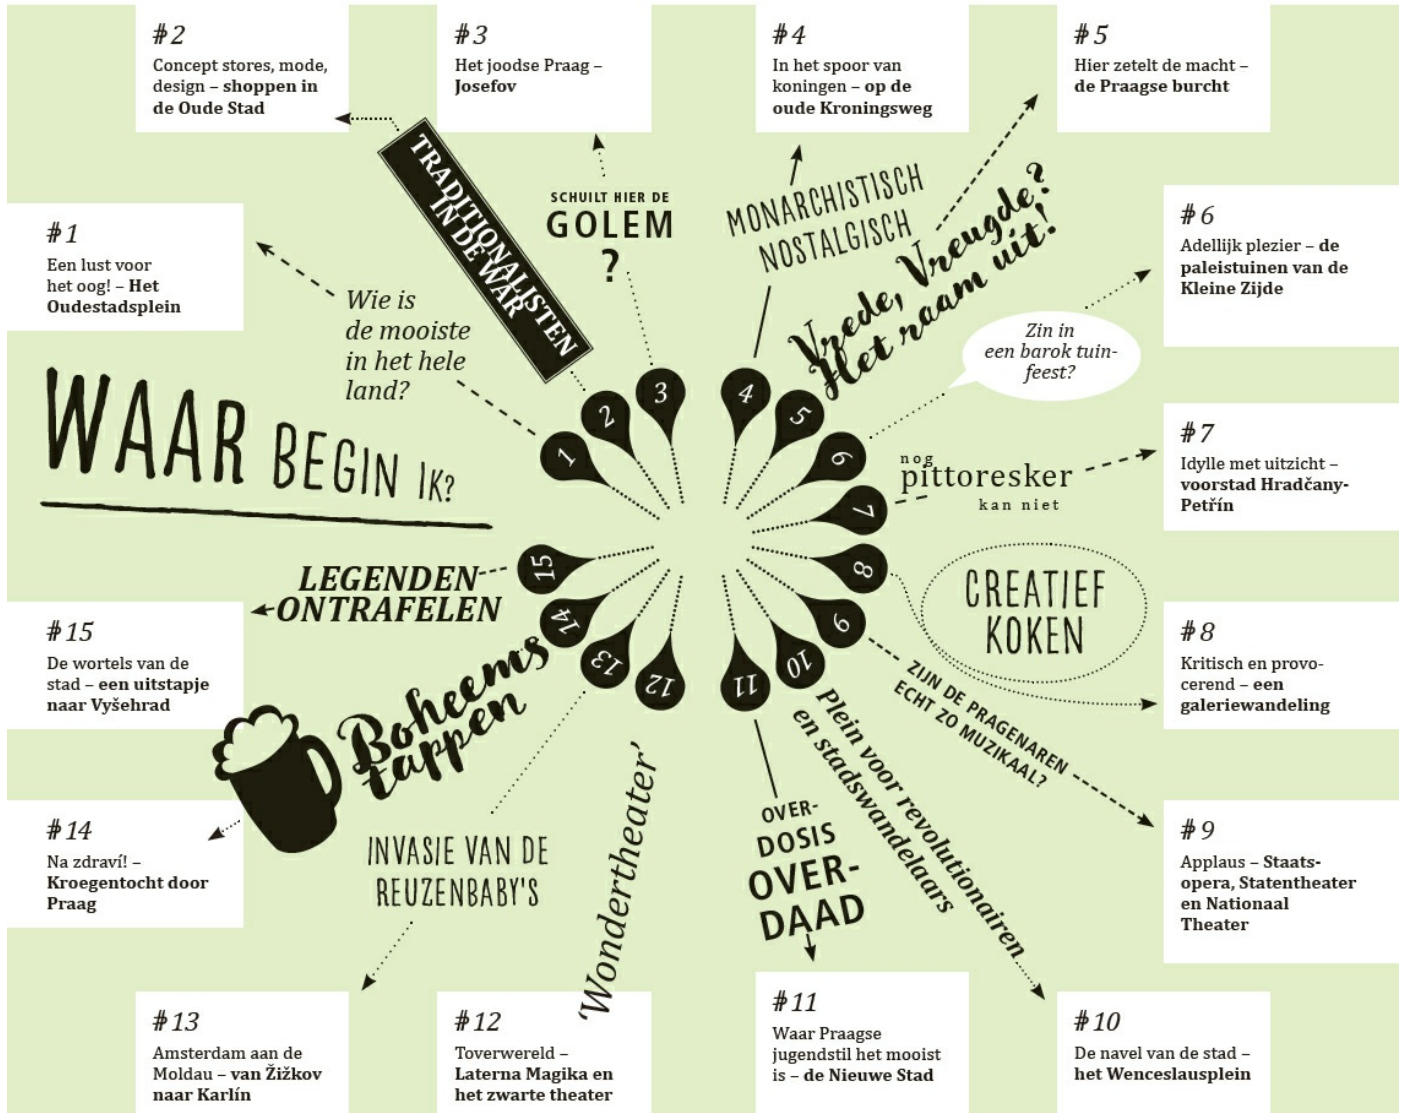 #2
Concept stores, mode,
design – shoppen in
de Oude Stad
#3
Het joodse Praag –
Josefov
#4
In het spoor van
koningen – op de
oude Kroningsweg
#5
Hier zetelt de macht –
de Praagse burcht
#1
Een lust voor
het oog! – Het
Oudestadsplein
Wie is
de mooiste
in het hele
land?
TRADITIONALISTEN
IN DE WAR
SCHUILT HIER DE
GOLEM
?
MONARCHISTISCH
NOSTALGISCH
Vrede, Vreugde?
Het raam uit!
#6
Adellijk plezier – de
paleistuinen van de
Kleine Zijde
Zin in
een barok tuin-
feest?
WAAR BEGIN IK?
1
2
3
4
5
6
7
8
9
10
11
12
13
14
15
nog
pittoresker
kan niet
#7
Idylle met uitzicht –
voorstad Hradčany-
Petřín
CREATIEF
KOKEN
#8
Kritisch en provo-
cerend – een
galeriewandeling
ZIJN DE PRAGENAREN
ECHT ZO MUZIKAAL?
#9
Applaus – Staats-
opera, Statentheater
en Nationaal
Theater
Plein voor revolutionairen
en stadswandelaars
#10
De navel van de stad –
het Wenceslausplein
OVER-
DOSIS
OVER-
DAAD
#11
Waar Praagse
jugendstil het mooist
is – de Nieuwe Stad
'Wondertheater'
#12
Toverwereld –
Laterna Magika en
het zwarte theater
INVASIE VAN DE
REUZENBABY'S
#13
Amsterdam aan de
Moldau – van Žižkov
naar Karlín
Boheems
tappen
#14
Na zdraví! –
Kroegentocht door
Praag
LEGENDEN
ONTRAFELEN
#15
De wortels van de
stad – een uitstapje
naar Vyšehrad